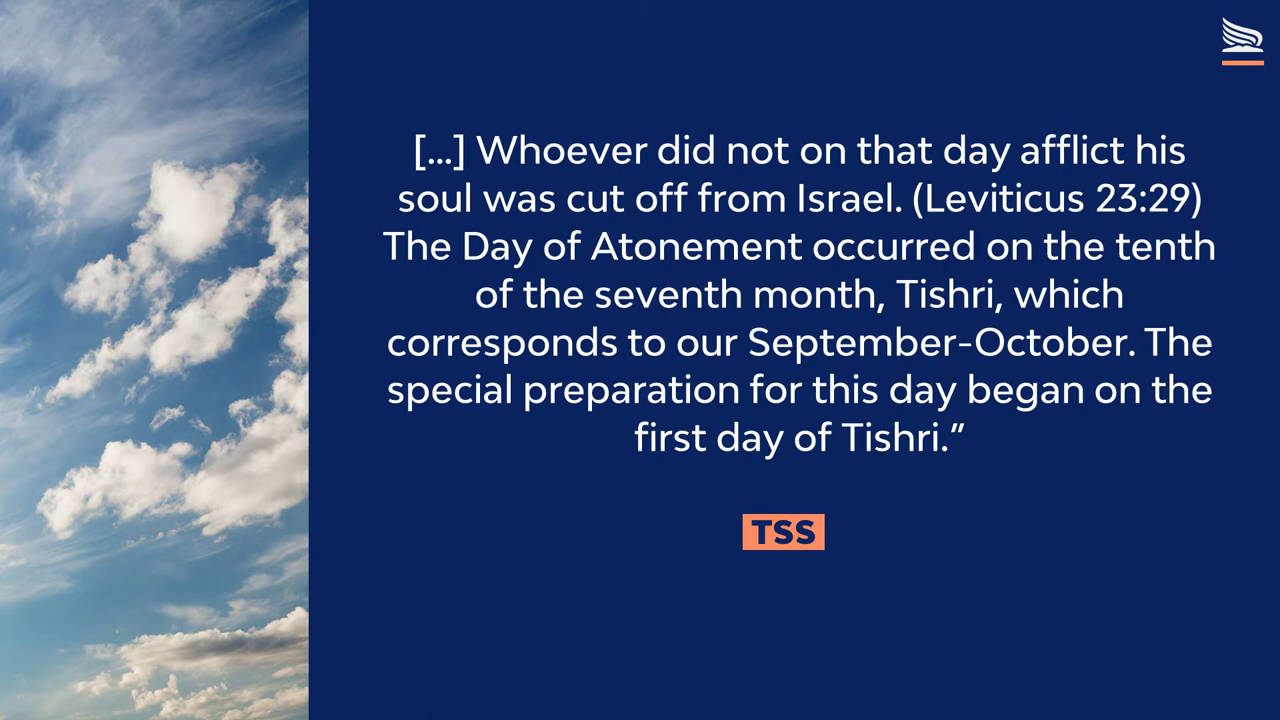 [...] Whoever did not on that day afflict his
soul was cut off from Israel. (Leviticus 23:29)
The Day of Atonement occurred on the tenth
of the seventh month, Tishri, which
corresponds to our September-October. The
special preparation for this day began on the
first day of Tishri.”
TSS